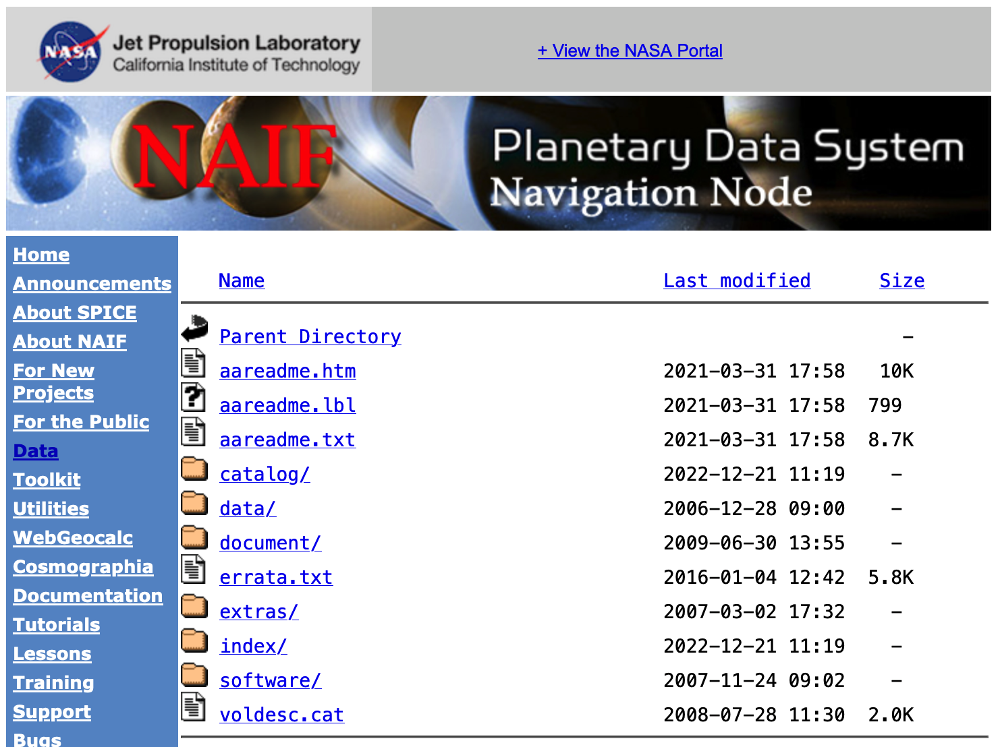 NASA
Jet Propulsion Laboratory
California Institute of Technology
+ View the NASA Portal
NAIF
Planetary Data System
Navigation Node
Home
Announcements
About SPICE
About NAIF
For New
Projects
For the Public
Data
Toolkit
Utilities
WebGeocalc
Cosmographia
Documentation
Tutorials
Lessons
Training
Support
Bugs
Name Last modified Size
Parent Directory -
aareadme.htm 2021-03-31 17:58 10K
aareadme.lbl 2021-03-31 17:58 799
aareadme.txt 2021-03-31 17:58 8.7K
catalog/ 2022-12-21 11:19 -
data/ 2006-12-28 09:00 -
document/ 2009-06-30 13:55 -
errata.txt 2016-01-04 12:42 5.8K
extras/ 2007-03-02 17:32 -
index/ 2022-12-21 11:19 -
software/ 2007-11-24 09:02 -
voldesc.cat 2008-07-28 11:30 2.0K